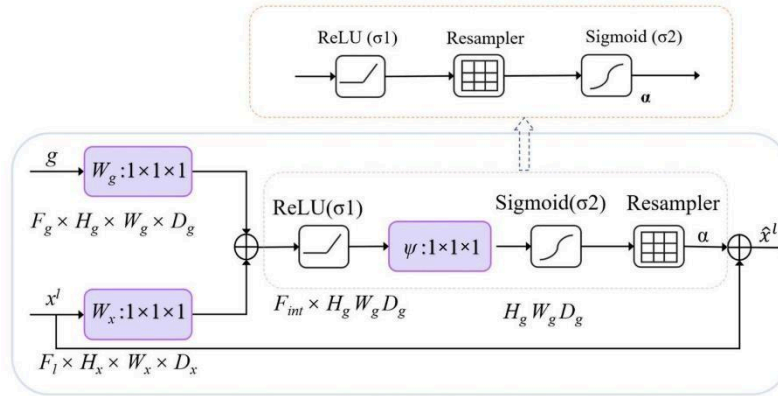 ReLU (σ1) Resampler Sigmoid (σ2)
α
g
W_g:1×1×1
F_g × H_g × W_g × D_g
ReLU(σ1) Sigmoid(σ2) Resampler
ψ:1×1×1
α
x̂^l
x^l
W_x:1×1×1
F_int × H_g W_g D_g
H_g W_g D_g
F_l × H_x × W_x × D_x